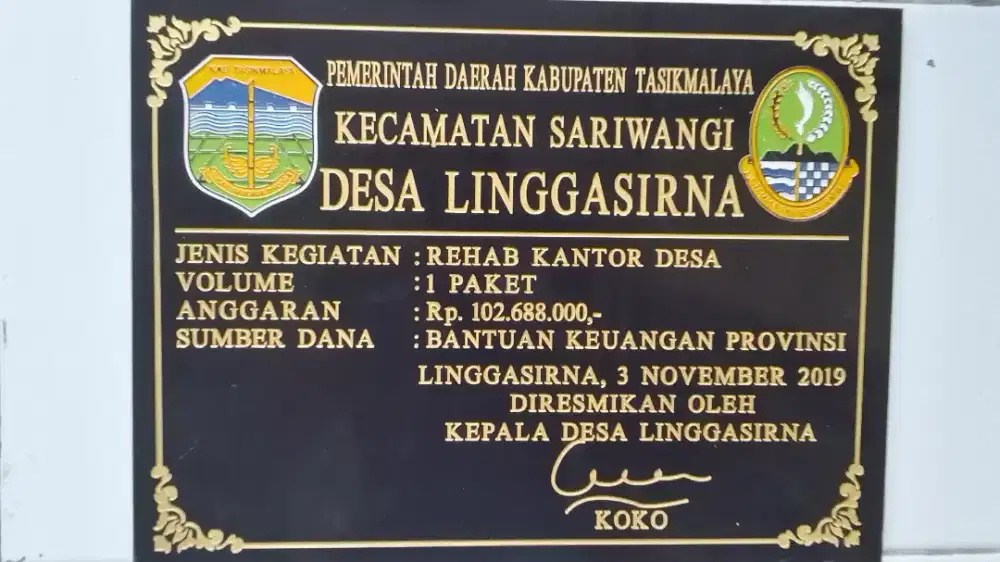 PEMERINTAH DAERAH KABUPATEN TASIKMALAYA
KECAMATAN SARIWANGI
DESA LINGGASIRNA
JENIS KEGIATAN : REHAB KANTOR DESA
VOLUME : 1 PAKET
ANGGARAN : Rp. 102.688.000,-
SUMBER DANA : BANTUAN KEUANGAN PROVINSI
LINGGASIRNA, 3 NOVEMBER 2019
DIRESMIKAN OLEH
KEPALA DESA LINGGASIRNA
KOKO